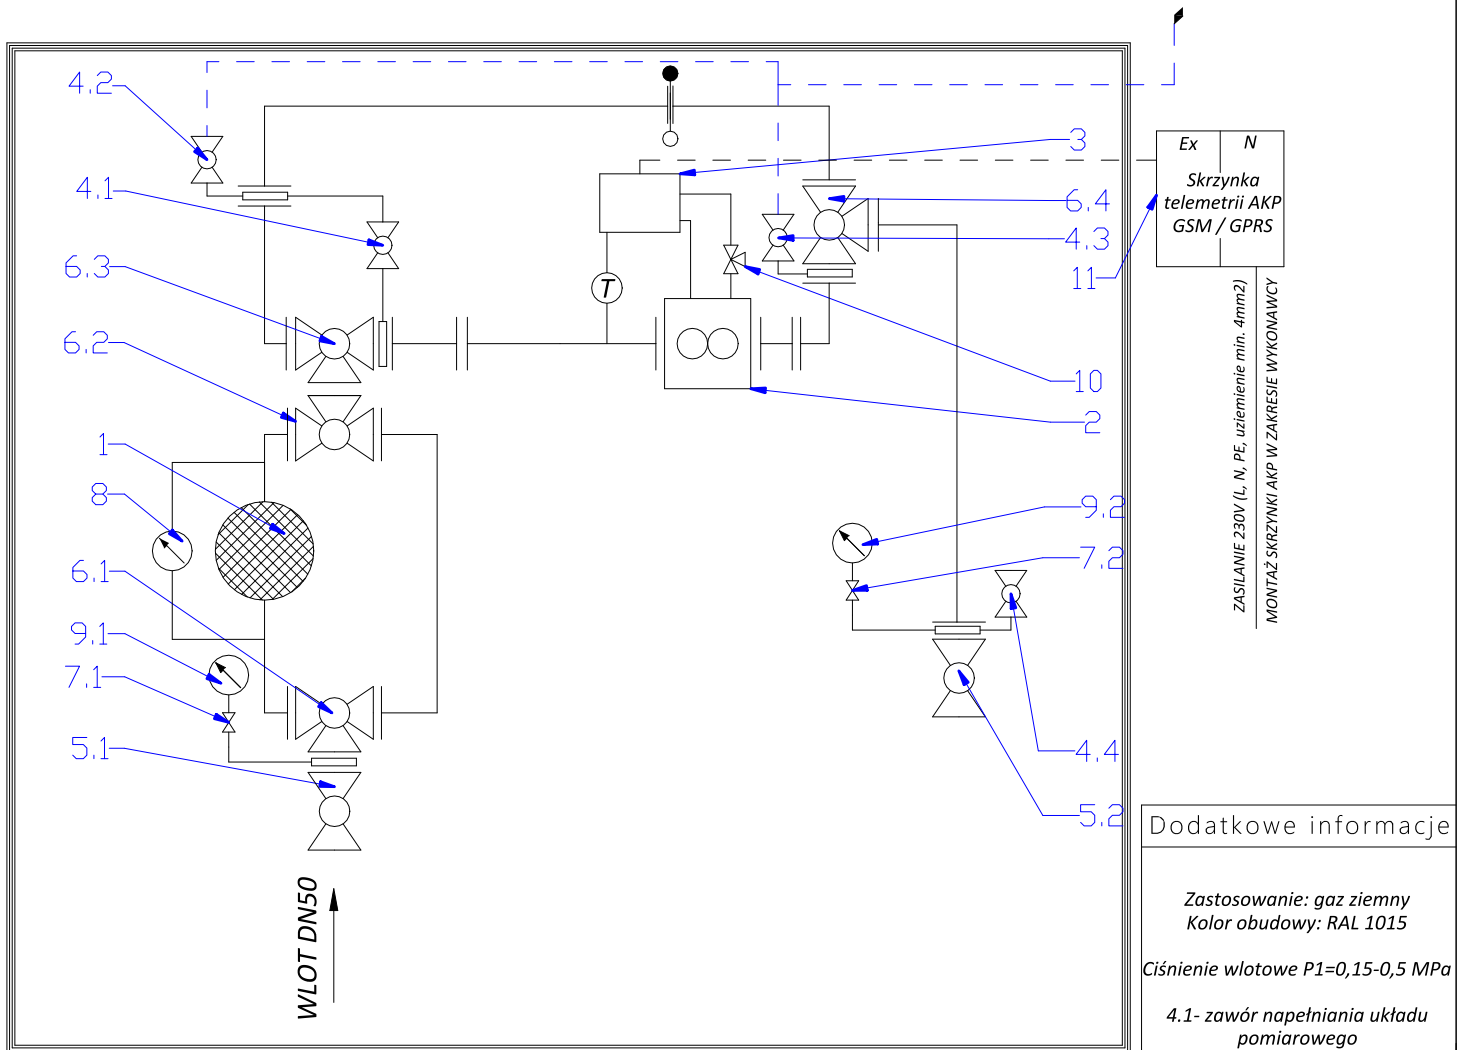 4.2
4.1
6.3
6.2
1
8
6.1
9.1
7.1
5.1
WLOT DN50
T
3
6.4
4.3
11
10
2
9.2
7.2
4.4
5.2
Ex N
Skrzynka
telemetrii AKP
GSM / GPRS
ZASILANIE 230V (L, N, PE, uziemienie min. 4mm2)
MONTAŻ SKRZYNKI AKP W ZAKRESIE WYKONAWCY
Dodatkowe informacje
Zastosowanie: gaz ziemny
Kolor obudowy: RAL 1015
Ciśnienie wlotowe P1=0,15-0,5 MPa
4.1- zawór napełniania układu
pomiarowego